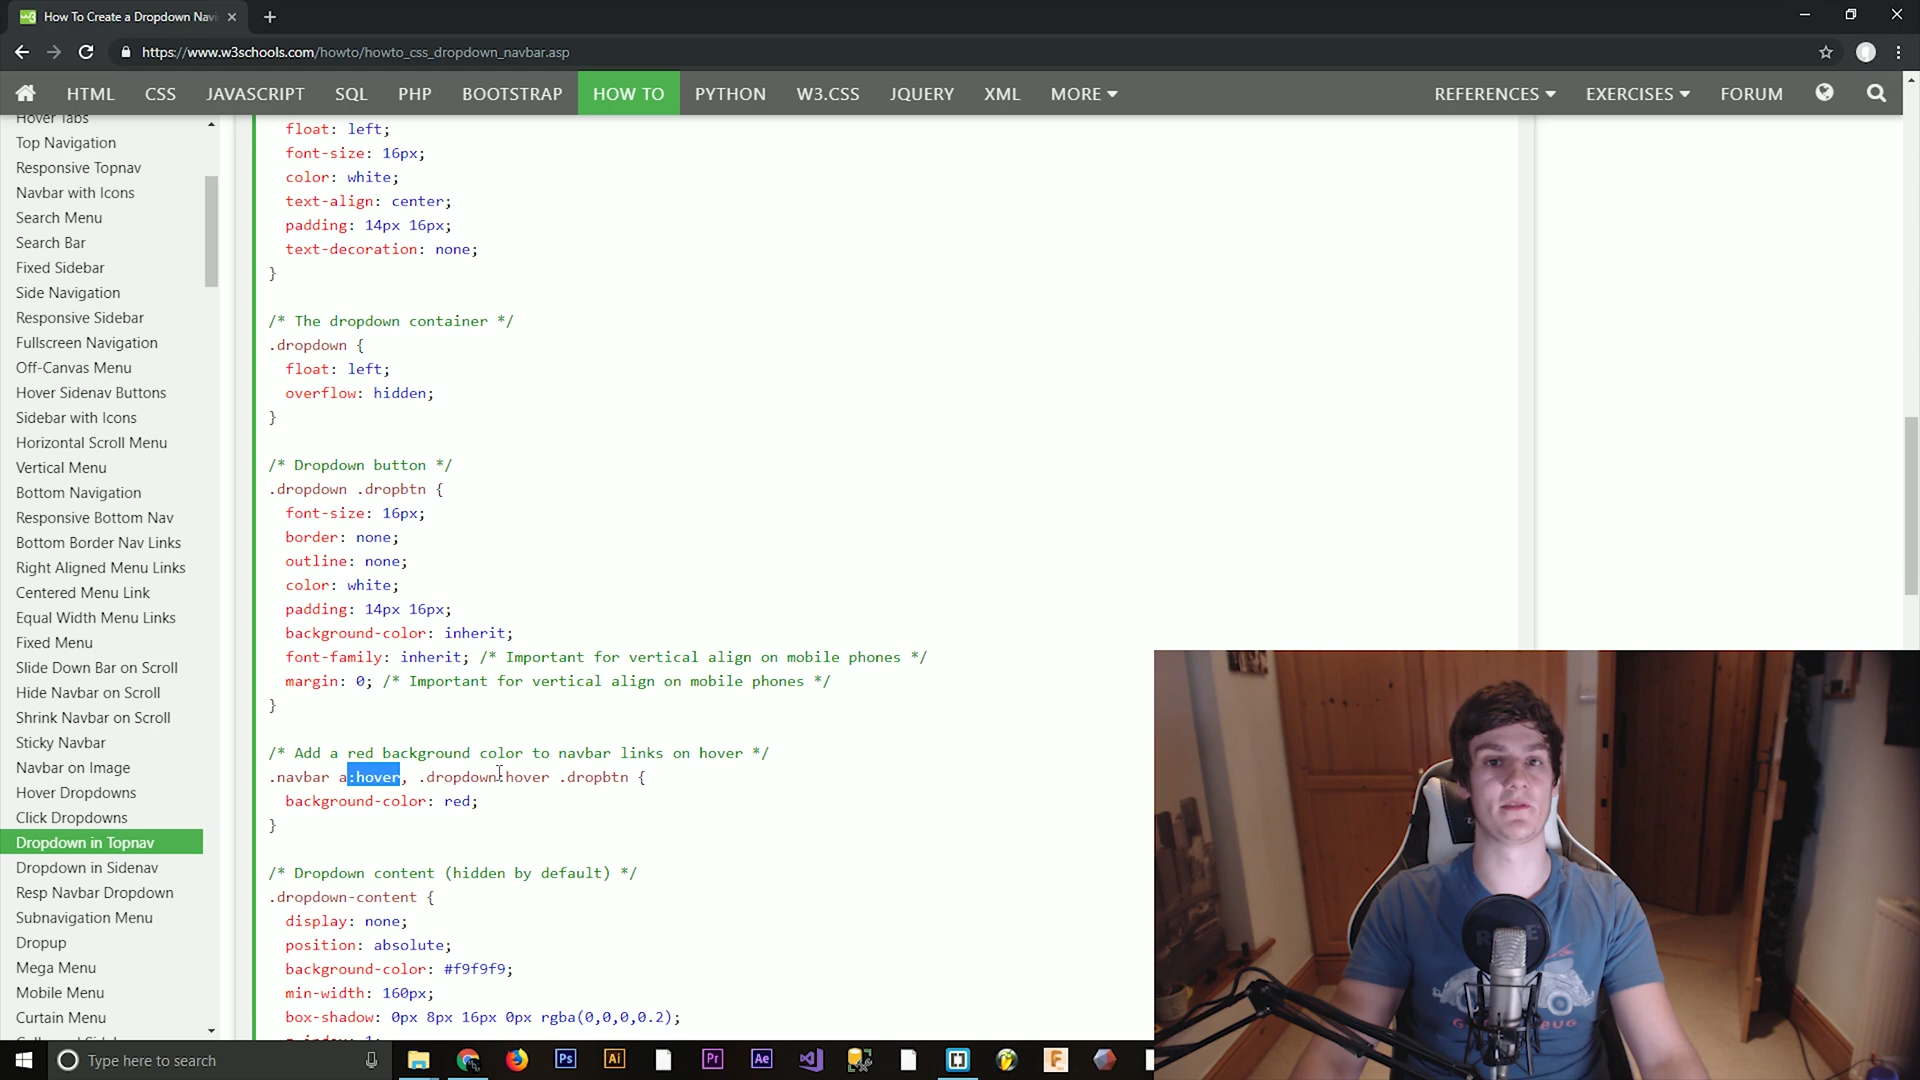 How To Create a Dropdown Navi
https://www.w3schools.com/howto/howto_css_dropdown_navbar.asp
HTML CSS JAVASCRIPT SQL PHP BOOTSTRAP HOW TO PYTHON W3.CSS JQUERY XML MORE REFERENCES EXERCISES FORUM
Hover Tabs
Top Navigation
Responsive Topnav
Navbar with Icons
Search Menu
Search Bar
Fixed Sidebar
Side Navigation
Responsive Sidebar
Fullscreen Navigation
Off-Canvas Menu
Hover Sidenav Buttons
Sidebar with Icons
Horizontal Scroll Menu
Vertical Menu
Bottom Navigation
Responsive Bottom Nav
Bottom Border Nav Links
Right Aligned Menu Links
Centered Menu Link
Equal Width Menu Links
Fixed Menu
Slide Down Bar on Scroll
Hide Navbar on Scroll
Shrink Navbar on Scroll
Sticky Navbar
Navbar on Image
Hover Dropdowns
Click Dropdowns
Dropdown in Topnav
Dropdown in Sidenav
Resp Navbar Dropdown
Subnavigation Menu
Dropup
Mega Menu
Mobile Menu
Curtain Menu
float: left;
font-size: 16px;
color: white;
text-align: center;
padding: 14px 16px;
text-decoration: none;
}
/* The dropdown container */
.dropdown {
float: left;
overflow: hidden;
}
/* Dropdown button */
.dropdown .dropbtn {
font-size: 16px;
border: none;
outline: none;
color: white;
padding: 14px 16px;
background-color: inherit;
font-family: inherit; /* Important for vertical align on mobile phones */
margin: 0; /* Important for vertical align on mobile phones */
}
/* Add a red background color to navbar links on hover */
.navbar a:hover, .dropdown:hover .dropbtn {
background-color: red;
}
/* Dropdown content (hidden by default) */
.dropdown-content {
display: none;
position: absolute;
background-color: #f9f9f9;
min-width: 160px;
box-shadow: 0px 8px 16px 0px rgba(0,0,0,0.2);
Type here to search
Ps Ai Pr Ae